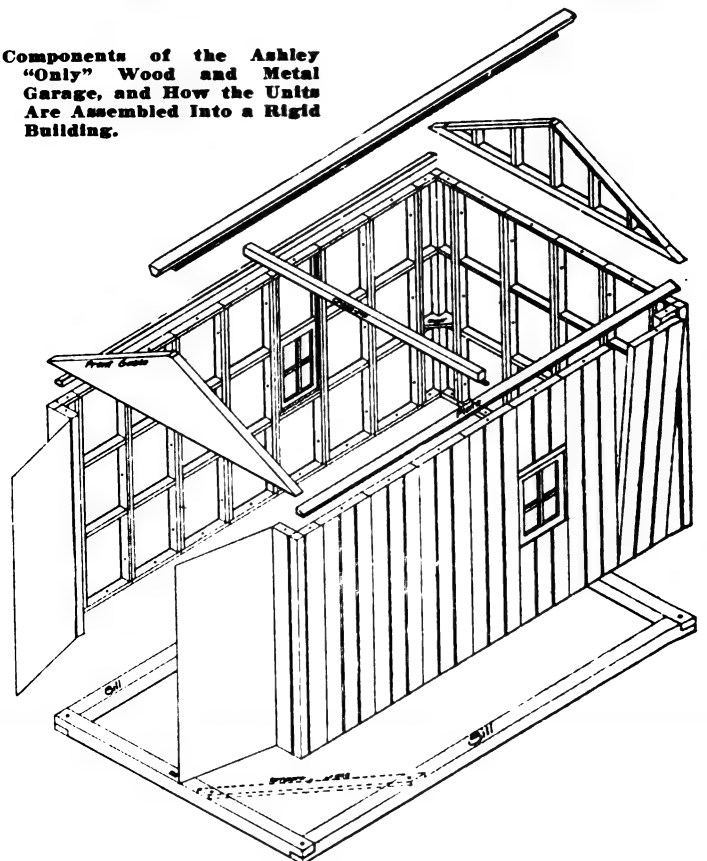 Components of the Ashley
"Only" Wood and Metal
Garage, and How the Units
Are Assembled Into a Rigid
Building.
Front Gable
Sill
Sill